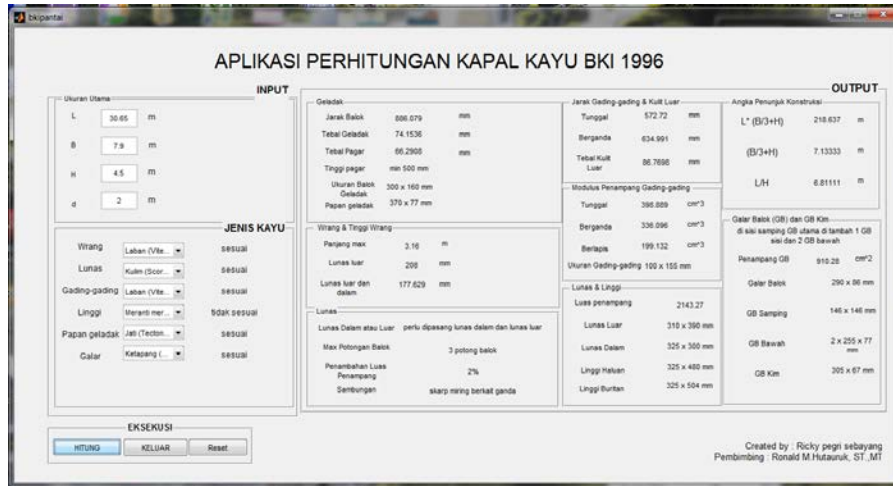 bkipantai
APLIKASI PERHITUNGAN KAPAL KAYU BKI 1996
INPUT
Ukuran Utama
L 30.65 m
B 7.9 m
H 4.5 m
d 2 m
JENIS KAYU
Wrang Laban (Vite... sesuai
Lunas Kulim (Scor... sesuai
Gading-gading Laban (Vite... sesuai
Linggi Meranti mer... tidak sesuai
Papan geladak Jati (Tecton... sesuai
Galar Ketapang (... sesuai
EKSEKUSI
HITUNG KELUAR Reset
OUTPUT
Geladak
Jarak Balok 886.079 mm
Tebal Geladak 74.1536 mm
Tebal Pagar 66.2908 mm
Tinggi pagar min 500 mm
Ukuran Balok Geladak 300 x 160 mm
Papan geladak 370 x 77 mm
Wrang & Tinggi Wrang
Panjang max 3.16 m
Lunas luar 208 mm
Lunas luar dan dalam 177.629 mm
Lunas
Lunas Dalam atau Luar perlu dipasang lunas dalam dan lunas luar
Max Potongan Balok 3 potong balok
Penambahan Luas Penampang 2%
Sambungan skarp miring berkait ganda
Jarak Gading-gading & Kulit Luar
Tunggal 572.72 mm
Berganda 634.991 mm
Tebal Kulit Luar 86.7698 mm
Modulus Penampang Gading-gading
Tunggal 398.889 cm^3
Berganda 336.096 cm^3
Berlapis 199.132 cm^3
Ukuran Gading-gading 100 x 155 mm
Lunas & Linggi
Luas penampang 2143.27
Lunas Luar 310 x 390 mm
Lunas Dalam 325 x 300 mm
Linggi Haluan 325 x 480 mm
Linggi Buritan 325 x 504 mm
Angka Penunjuk Konstruksi
L* (B/3+H) 218.637 m
(B/3+H) 7.13333 m
L/H 6.81111 m
Galar Balok (GB) dan GB Kim
di sisi samping GB utama di tambah 1 GB
sisi dan 2 GB bawah
Penampang GB 910.28 cm^2
Galar Balok 290 x 86 mm
GB Samping 146 x 146 mm
GB Bawah 2 x 255 x 77 mm
GB Kim 305 x 67 mm
Created by : Ricky pegri sebayang
Pembimbing : Ronald M.Hutauruk, ST.,MT